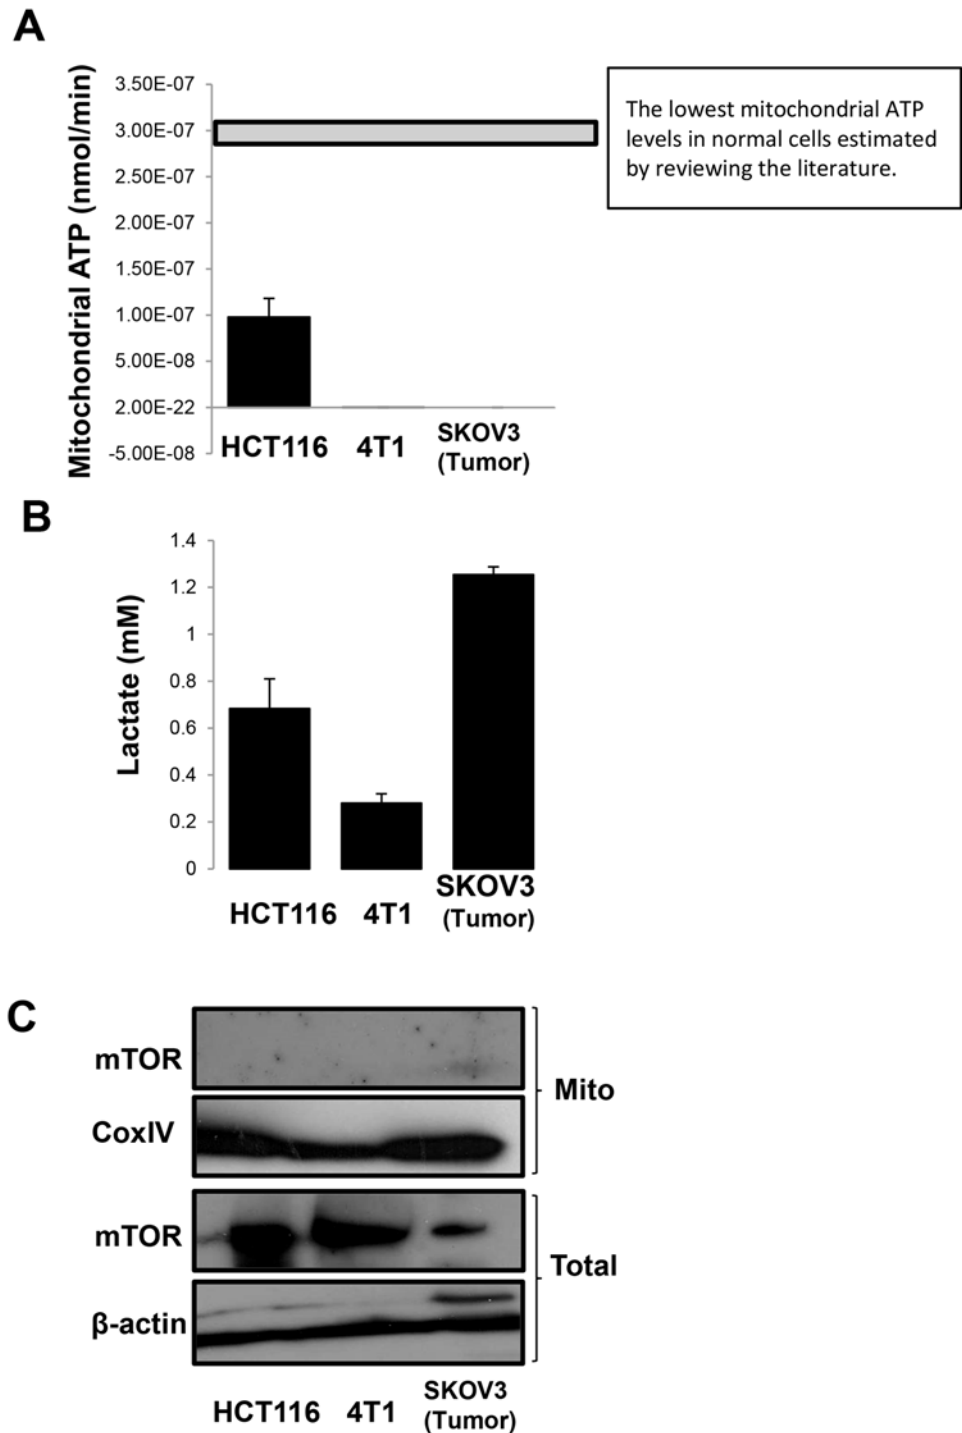 A
Mitochondrial ATP (nmol/min)
3.50E-07
3.00E-07
2.50E-07
2.00E-07
1.50E-07
1.00E-07
5.00E-08
2.00E-22
-5.00E-08
HCT116
4T1
SKOV3
(Tumor)
The lowest mitochondrial ATP
levels in normal cells estimated
by reviewing the literature.
B
Lactate (mM)
1.4
1.2
1
0.8
0.6
0.4
0.2
0
HCT116
4T1
SKOV3
(Tumor)
C
mTOR
CoxIV
Mito
mTOR
β-actin
Total
HCT116
4T1
SKOV3
(Tumor)